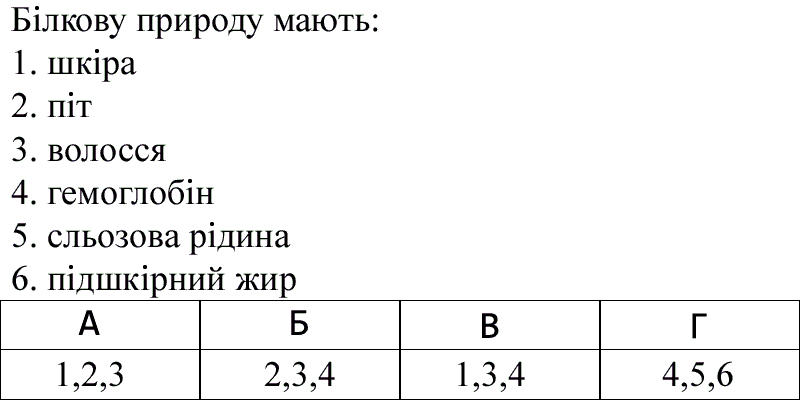 Білкову природу мають:
1. шкіра
2. піт
3. волосся
4. гемоглобін
5. сльозова рідина
6. підшкірний жир
А Б В Г
1,2,3 2,3,4 1,3,4 4,5,6